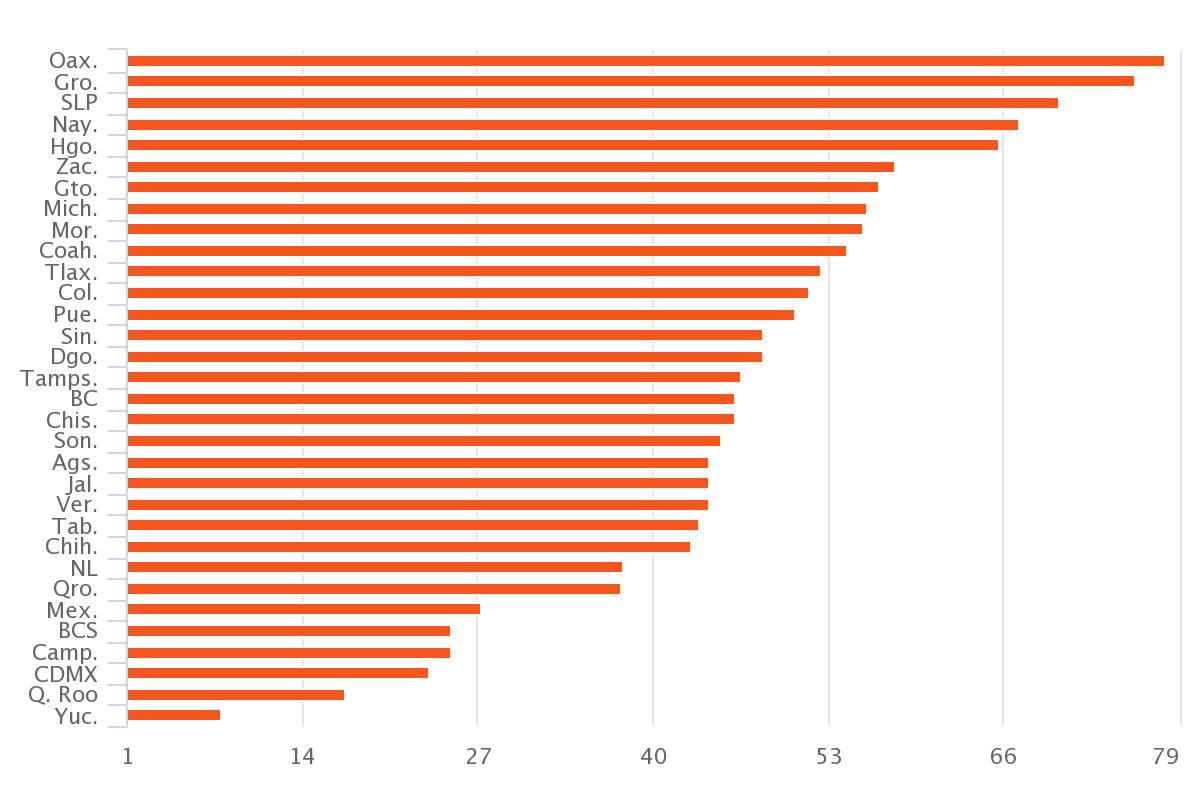 Oax.
Gro.
SLP
Nay.
Hgo.
Zac.
Gto.
Mich.
Mor.
Coah.
Tlax.
Col.
Pue.
Sin.
Dgo.
Tamps.
BC
Chis.
Son.
Ags.
Jal.
Ver.
Tab.
Chih.
NL
Qro.
Mex.
BCS
Camp.
CDMX
Q. Roo
Yuc.
1 14 27 40 53 66 79